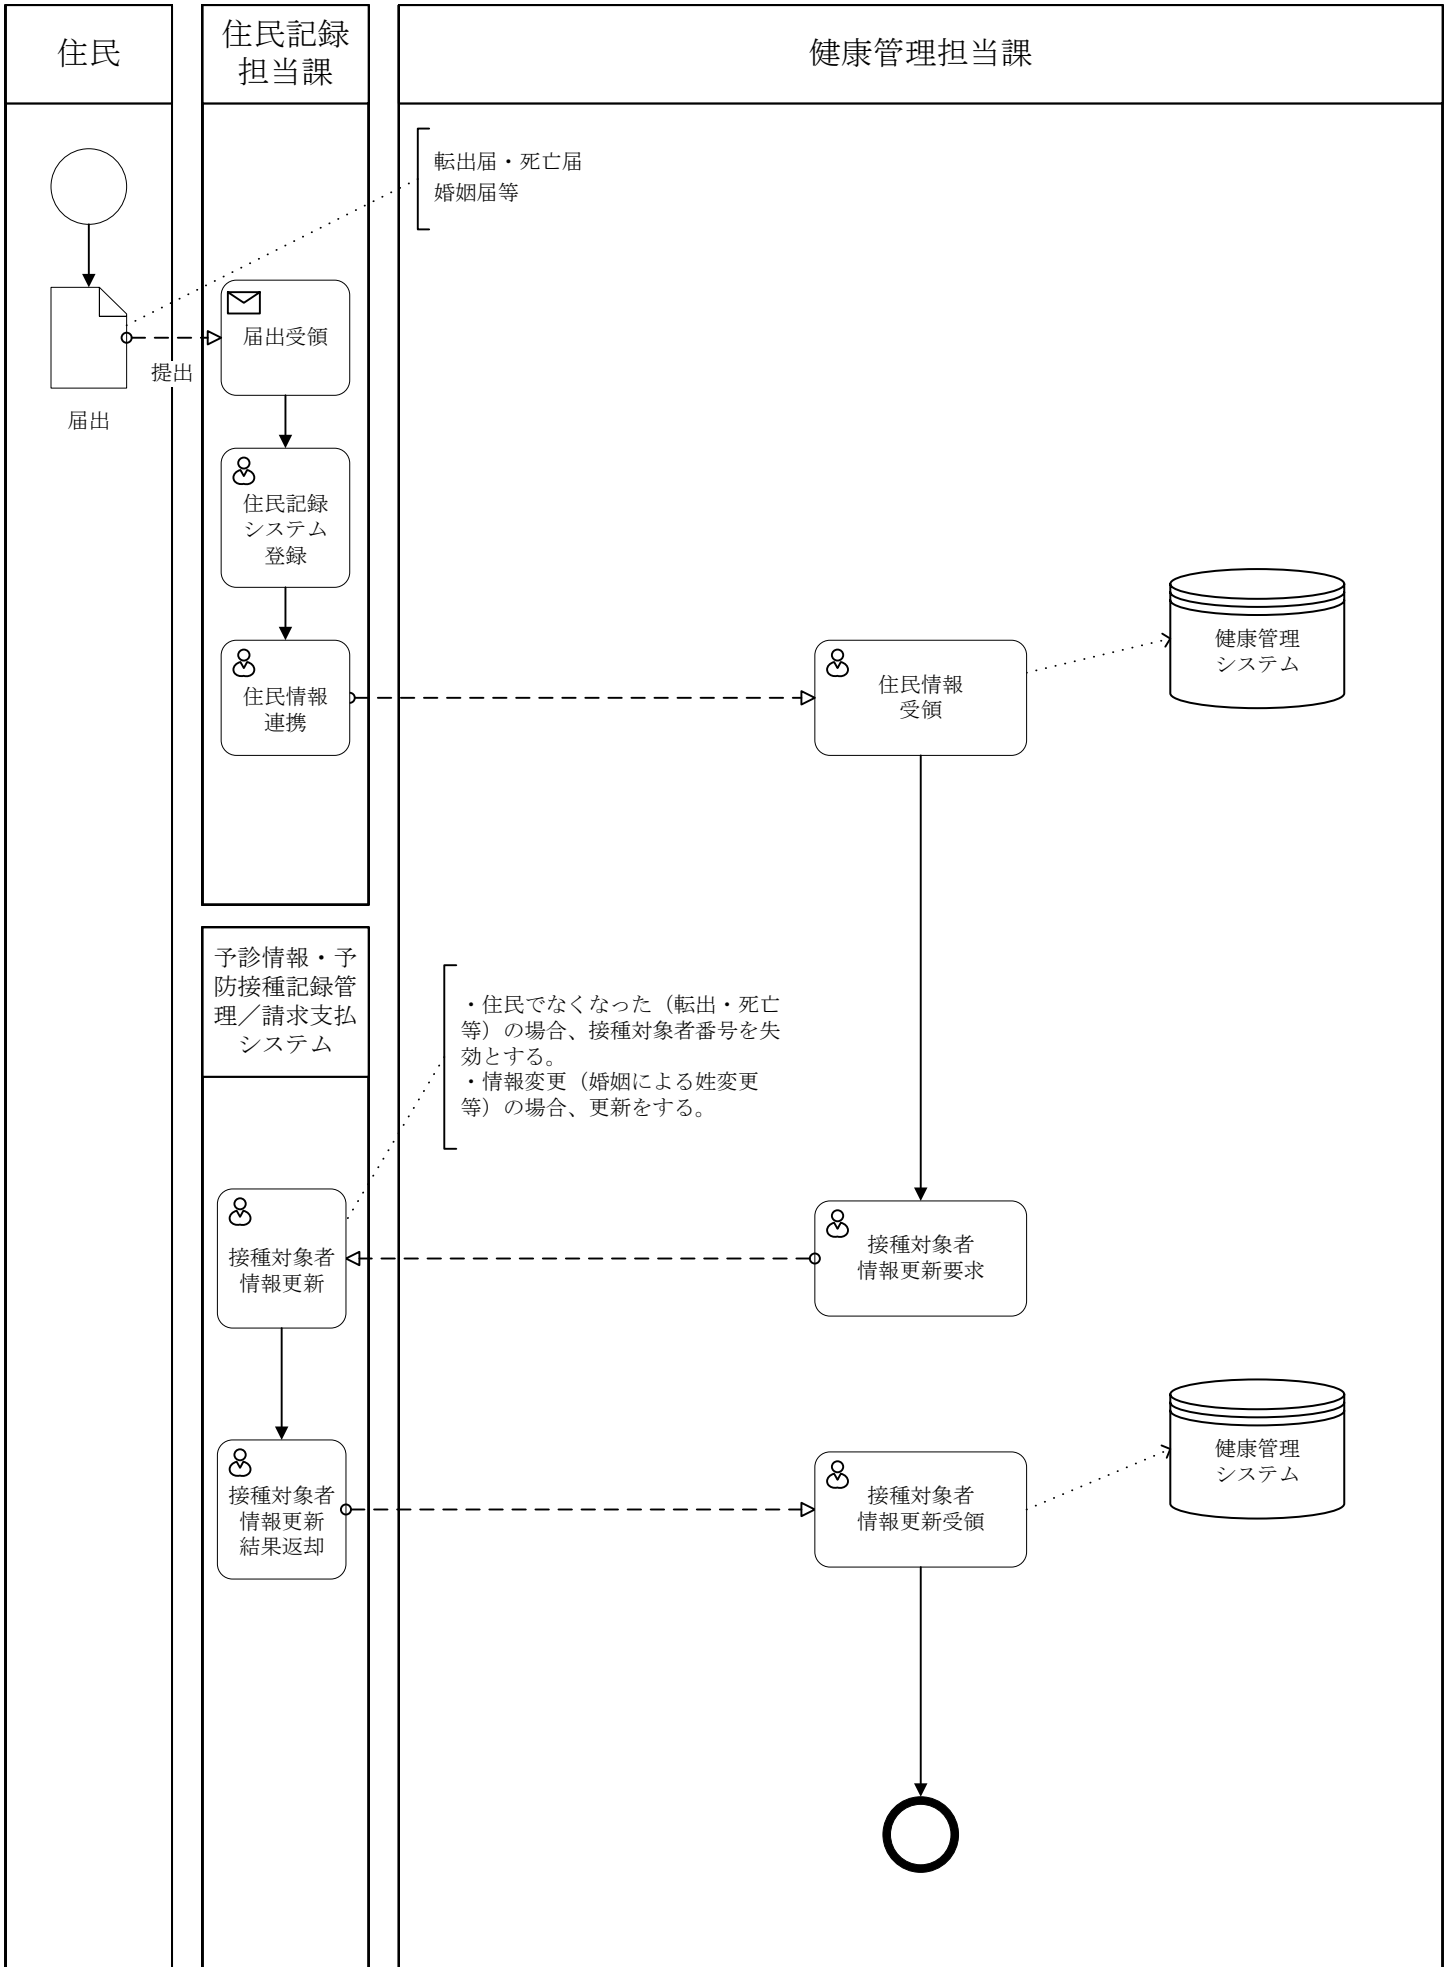 住民
住民記録
担当課
健康管理担当課
転出届・死亡届
婚姻届等
届出受領
提出
届出
住民記録
システム
登録
住民情報
連携
住民情報
受領
健康管理
システム
予診情報・予
防接種記録管
理／請求支払
システム
・住民でなくなった（転出・死亡
等）の場合、接種対象者番号を失
効とする。
・情報変更（婚姻による姓変更
等）の場合、更新をする。
接種対象者
情報更新
接種対象者
情報更新要求
接種対象者
情報更新
結果返却
接種対象者
情報更新受領
健康管理
システム